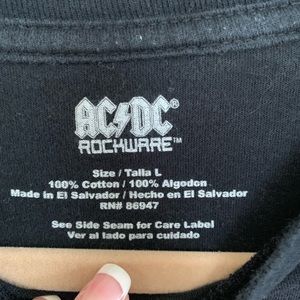 AC⚡DC®
ROCKWARE™
Size / Talla L
100% Cotton / 100% Algodon
Made in El Salvador / Hecho en El Salvador
RN# 86947
See Side Seam for Care Label
Ver al lado para cuidado